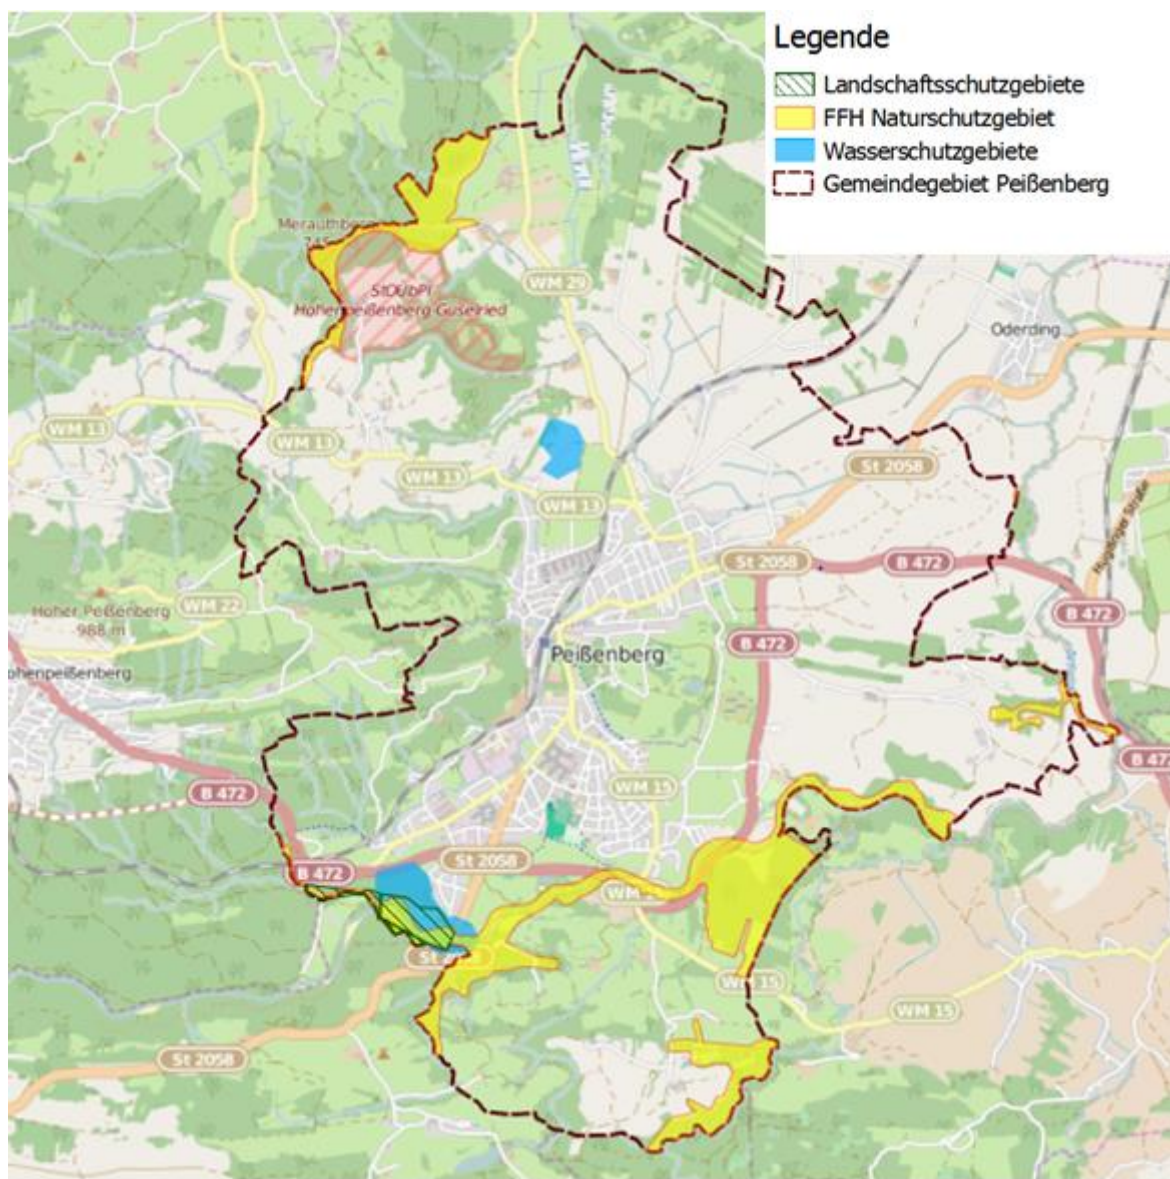 Legende
Landschaftsschutzgebiete
FFH Naturschutzgebiet
Wasserschutzgebiete
Gemeindegebiet Peißenberg
StOÜbPl
Hohenpeißenberg Guselried
WM 29
Oderding
WM 13
WM 13
WM 13
WM 13
St 2058
St 2058
B 472
B 472
B 472
Hoher Peißenberg
988 m
WM 22
Peißenberg
B 472
B 472
WM 15
St 2058
B 472
WM 15
WM 15
St 2058